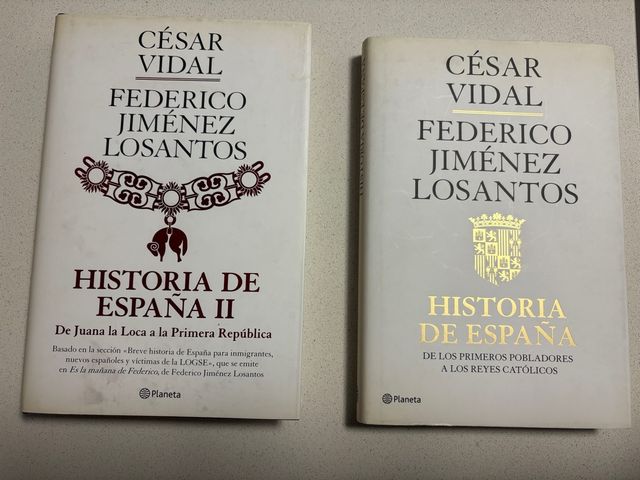 CÉSAR
VIDAL
FEDERICO
JIMÉNEZ
LOSANTOS
HISTORIA DE
ESPAÑA II
De Juana la Loca a la Primera República
Basado en la sección «Breve historia de España para inmigrantes,
nuevos españoles y víctimas de la LOGSE», que se emite
en Es la mañana de Federico, de Federico Jiménez Losantos
Planeta
CÉSAR
VIDAL
FEDERICO
JIMÉNEZ
LOSANTOS
HISTORIA
DE ESPAÑA
DE LOS PRIMEROS POBLADORES
A LOS REYES CATÓLICOS
Planeta